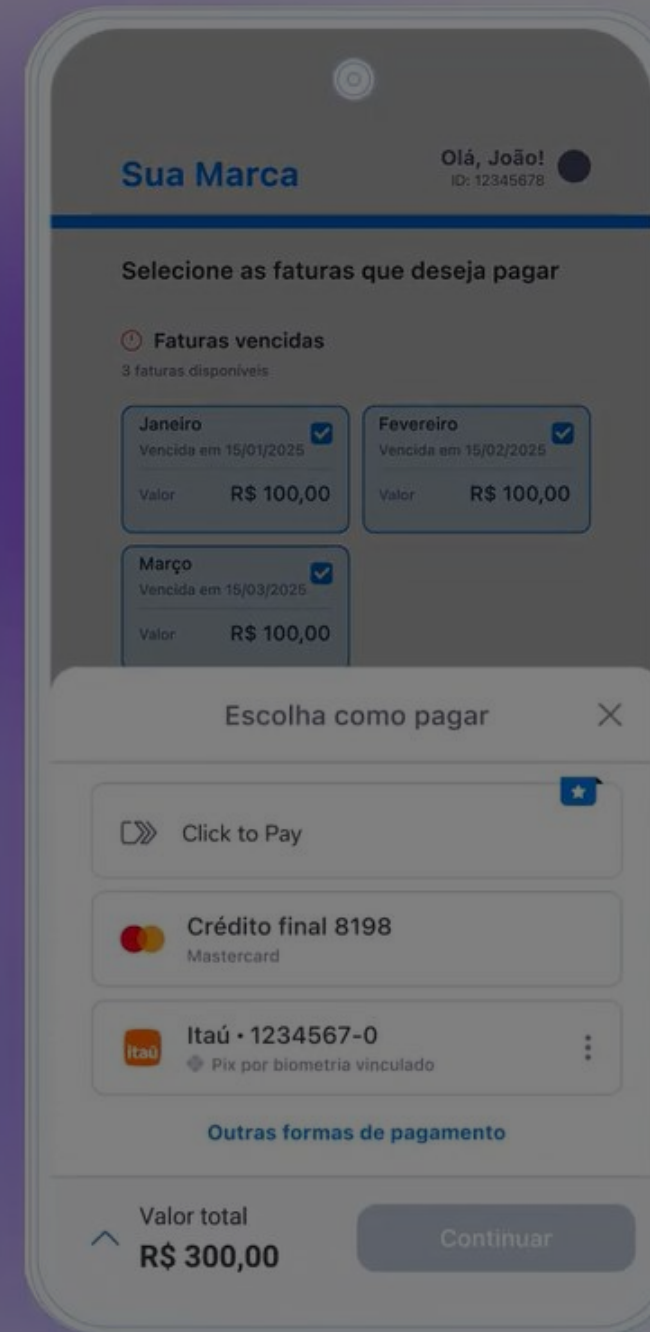 Sua Marca
Olá, João!
ID: 12345678
Selecione as faturas que deseja pagar
Faturas vencidas
3 faturas disponíveis
Janeiro
Vencida em 15/01/2025
Valor R$ 100,00
Fevereiro
Vencida em 15/02/2025
Valor R$ 100,00
Março
Vencida em 15/03/2025
Valor R$ 100,00
Escolha como pagar
Click to Pay
Crédito final 8198
Mastercard
itaú
Itaú • 1234567-0
Pix por biometria vinculado
Outras formas de pagamento
Valor total
R$ 300,00
Continuar